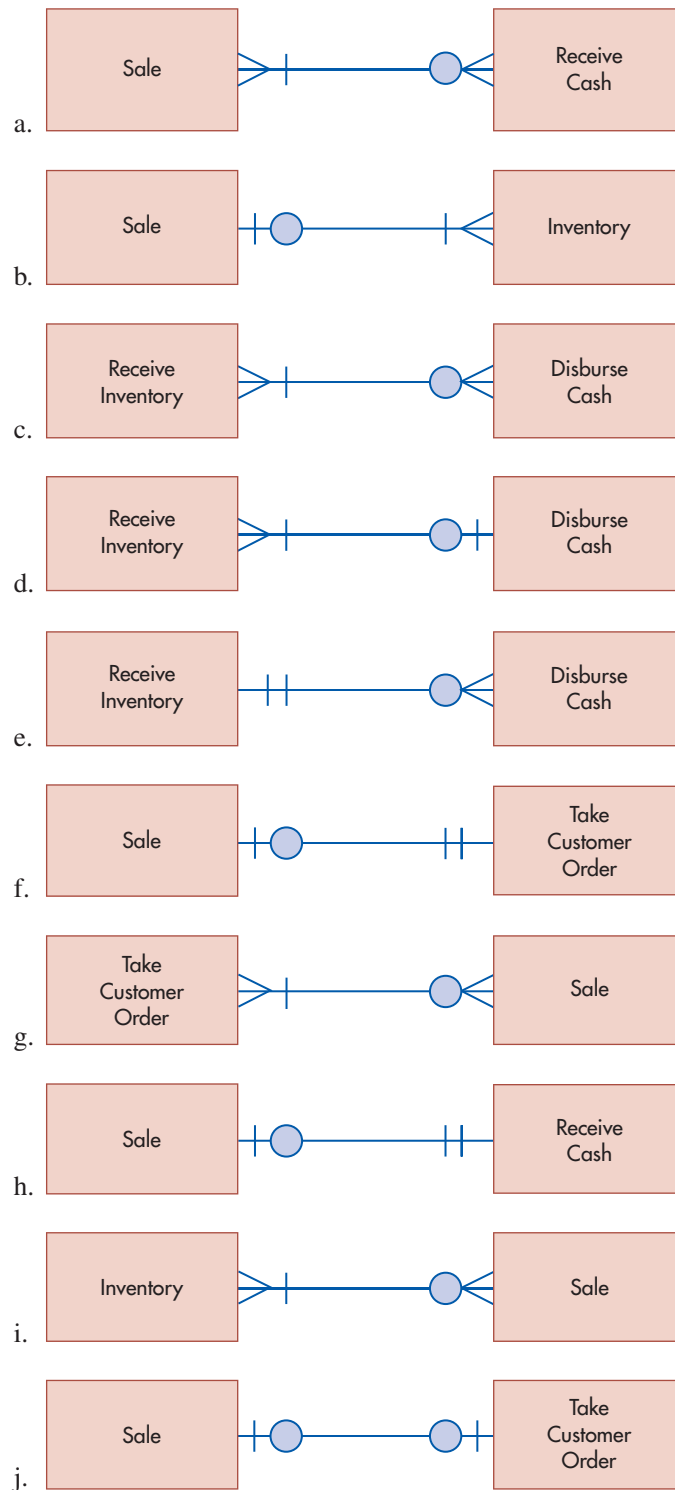 Sale
Receive
Cash
a.
Sale
Inventory
b.
Receive
Inventory
Disburse
Cash
c.
Receive
Inventory
Disburse
Cash
d.
Receive
Inventory
Disburse
Cash
e.
Sale
Take
Customer
Order
f.
Take
Customer
Order
Sale
g.
Sale
Receive
Cash
h.
Inventory
Sale
i.
Sale
Take
Customer
Order
j.